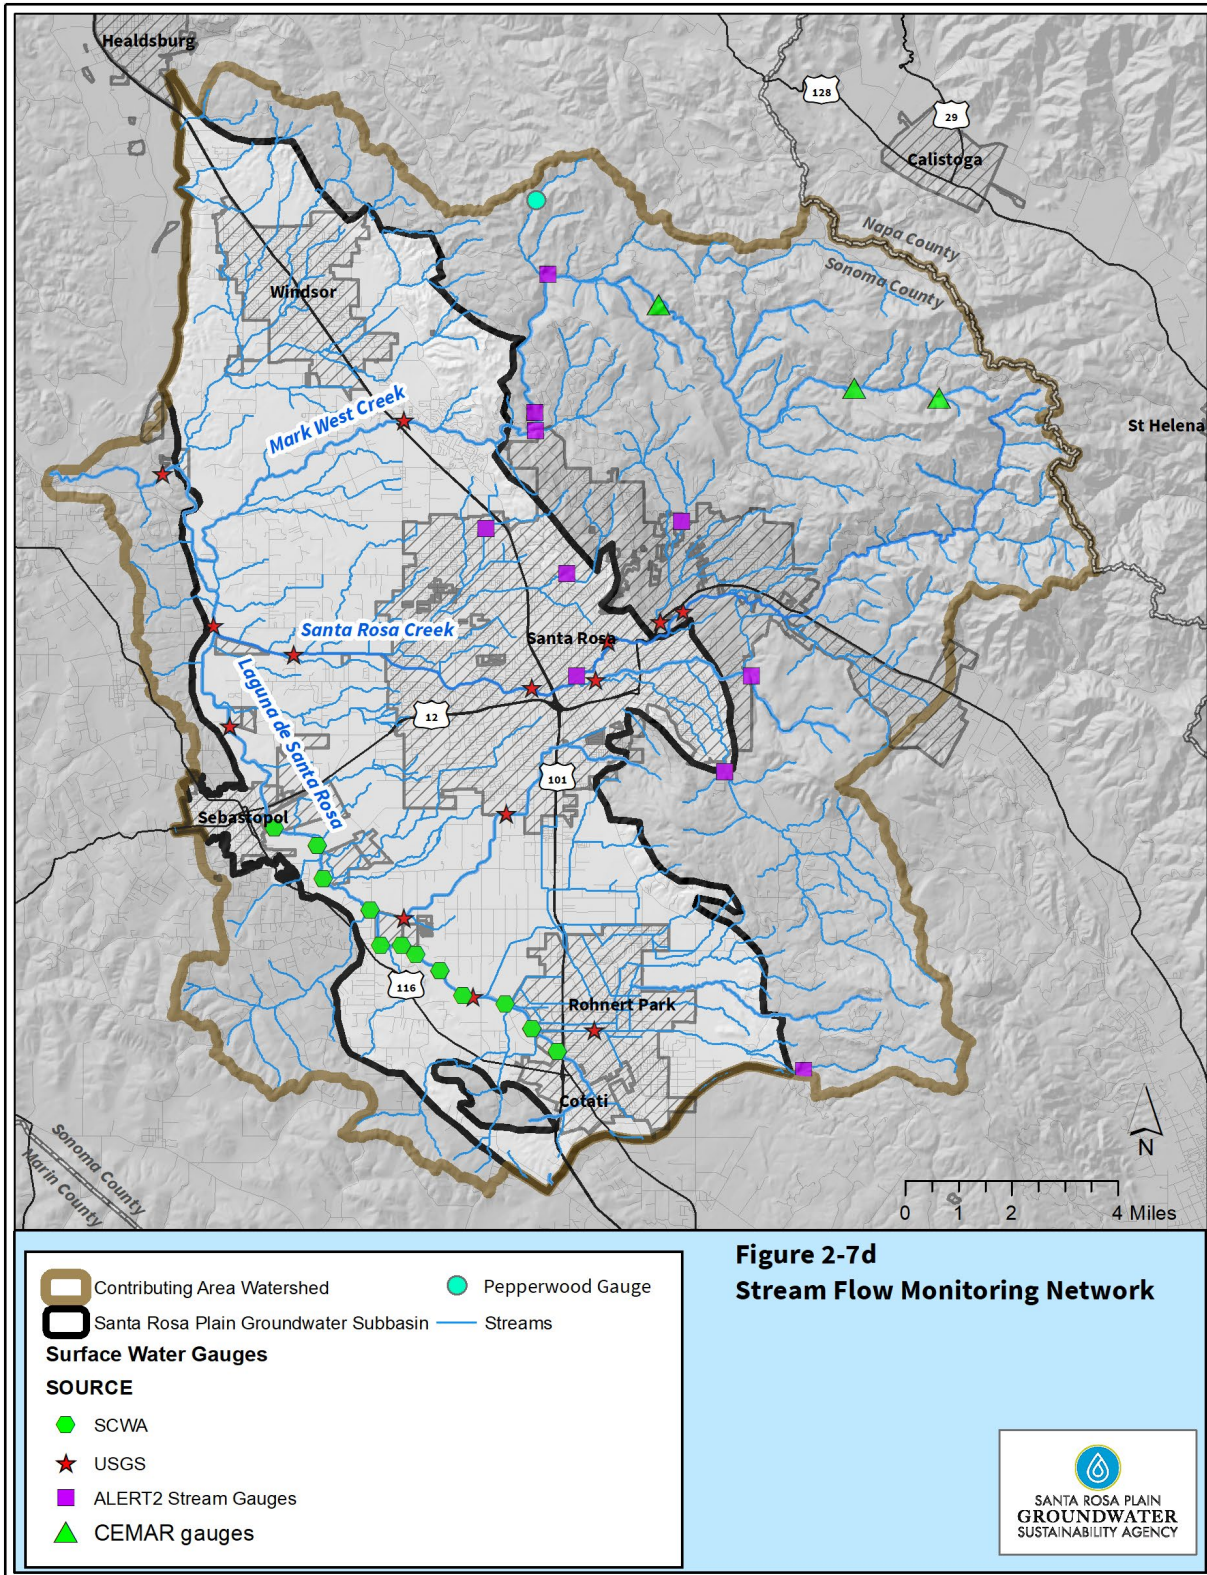 Healdsburg
128
29
Calistoga
Napa County
Sonoma County
Windsor
Mark West Creek
St Helena
Santa Rosa Creek
Santa Rosa
Laguna de Santa Rosa
12
101
Sebastopol
116
Rohnert Park
Cotati
Sonoma County
Marin County
N
0 1 2 4 Miles
Figure 2-7d
Stream Flow Monitoring Network
Contributing Area Watershed
Pepperwood Gauge
Santa Rosa Plain Groundwater Subbasin
Streams
Surface Water Gauges
SOURCE
SCWA
USGS
ALERT2 Stream Gauges
CEMAR gauges
SANTA ROSA PLAIN
GROUNDWATER
SUSTAINABILITY AGENCY